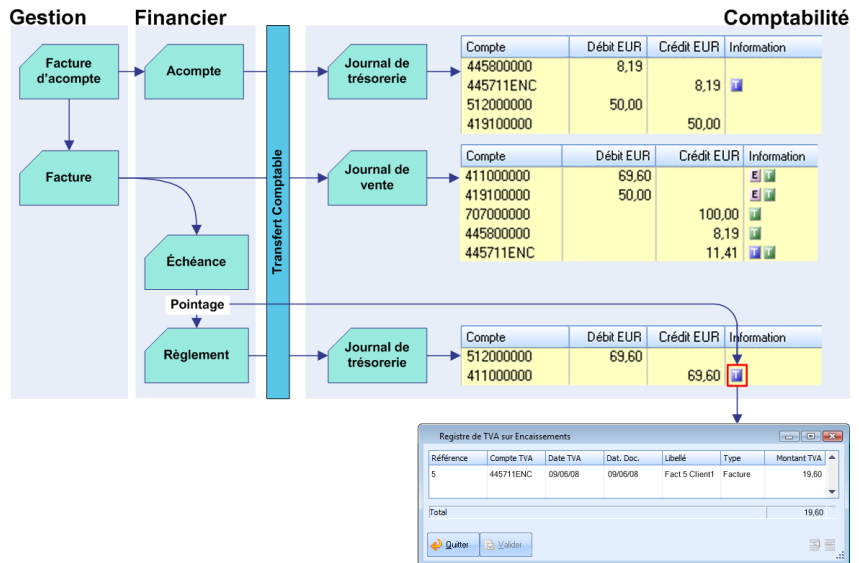 Gestion Financier Comptabilité
Facture d'acompte
Acompte
Transfert Comptable
Journal de trésorerie
Compte Débit EUR Crédit EUR Information
445800000 8,19
445711ENC 8,19 T
512000000 50,00
419100000 50,00
Facture
Journal de vente
Compte Débit EUR Crédit EUR Information
411000000 69,60 E T
419100000 50,00 E T
707000000 100,00 T
445800000 8,19 T
445711ENC 11,41 T T
Échéance
Pointage
Règlement
Journal de trésorerie
Compte Débit EUR Crédit EUR Information
512000000 69,60
411000000 69,60 T
Registre de TVA sur Encaissements
Référence Compte TVA Date TVA Dat. Doc. Libellé Type Montant TVA
5 445711ENC 09/06/08 09/06/08 Fact 5 Client1 Facture 19,60
Total 19,60
Quitter Valider